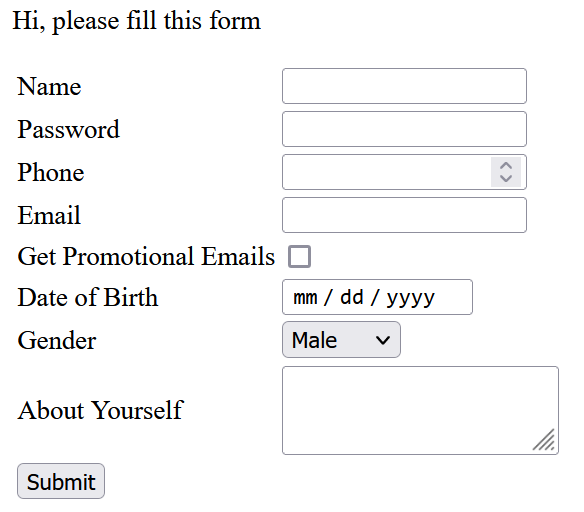 Hi, please fill this form
Name
Password
Phone
Email
Get Promotional Emails
Date of Birth mm / dd / yyyy
Gender Male
About Yourself
Submit